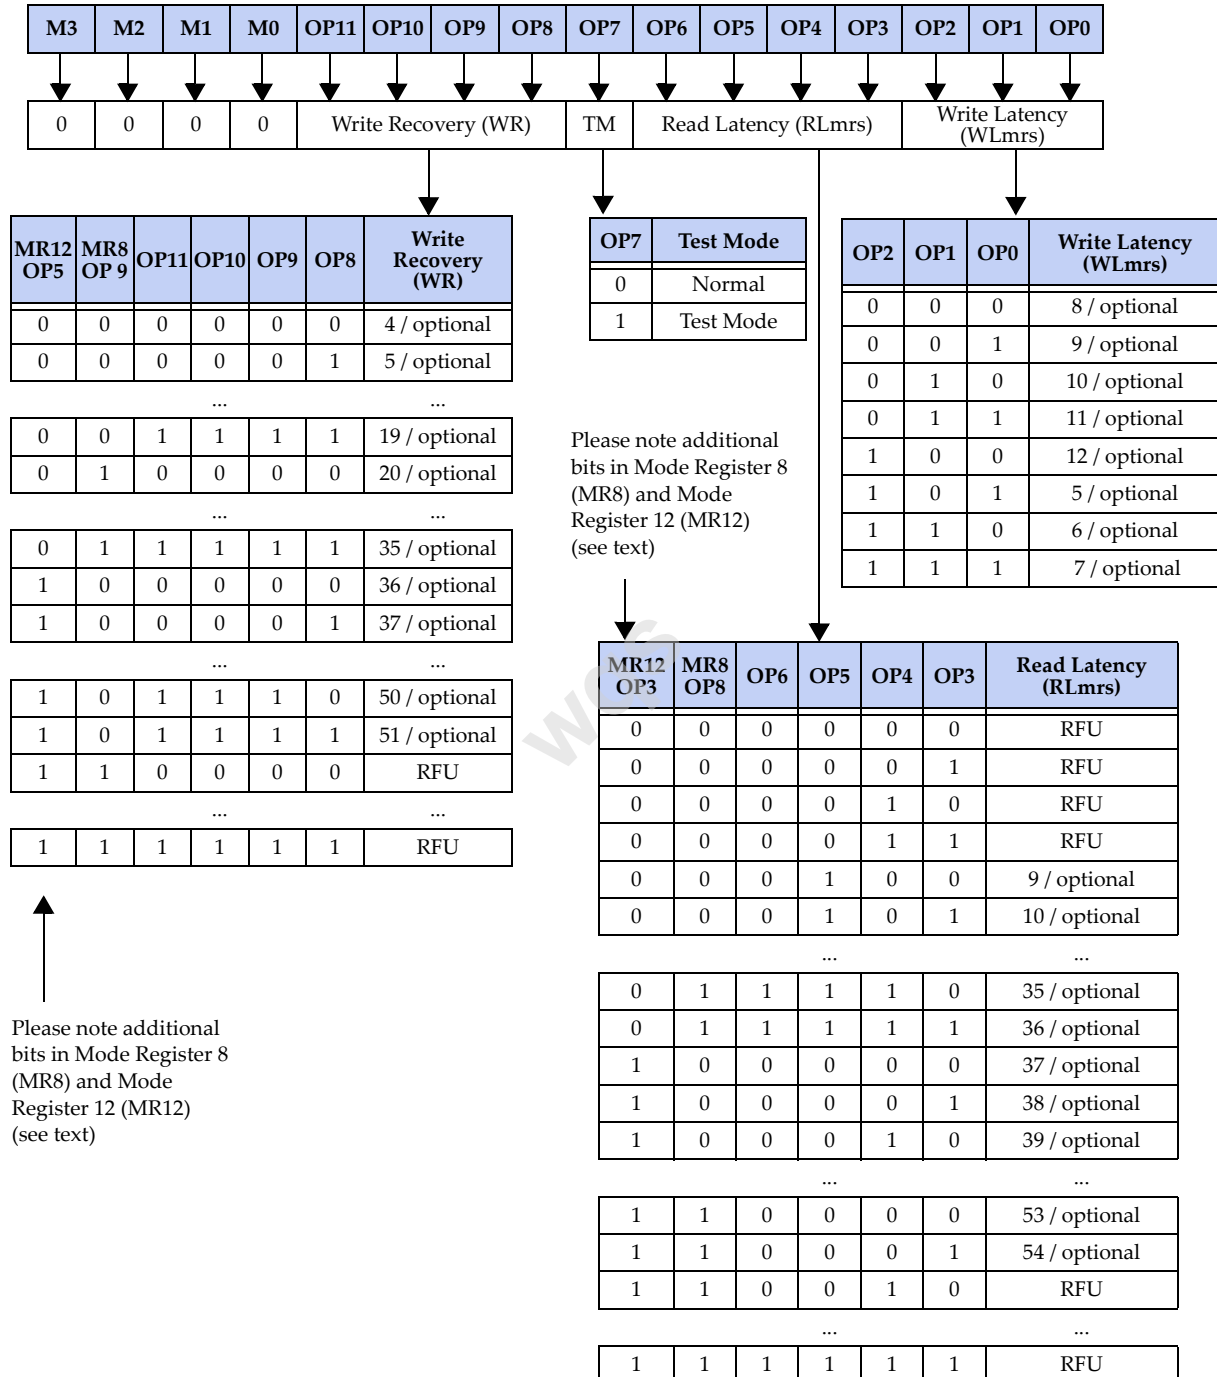 M3 M2 M1 M0 OP11 OP10 OP9 OP8 OP7 OP6 OP5 OP4 OP3 OP2 OP1 OP0
0 0 0 0 Write Recovery (WR) TM Read Latency (RLmrs) Write Latency
(WLmrs)
MR12 OP5 MR8 OP 9 OP11 OP10 OP9 OP8 Write Recovery (WR)
0 0 0 0 0 0 4 / optional
0 0 0 0 0 1 5 / optional
... ...
0 0 1 1 1 1 19 / optional
0 1 0 0 0 0 20 / optional
... ...
0 1 1 1 1 1 35 / optional
1 0 0 0 0 0 36 / optional
1 0 0 0 0 1 37 / optional
... ...
1 0 1 1 1 0 50 / optional
1 0 1 1 1 1 51 / optional
1 1 0 0 0 0 RFU
... ...
1 1 1 1 1 1 RFU
Please note additional
bits in Mode Register 8
(MR8) and Mode
Register 12 (MR12)
(see text)
OP7 Test Mode
0 Normal
1 Test Mode
OP2 OP1 OP0 Write Latency (WLmrs)
0 0 0 8 / optional
0 0 1 9 / optional
0 1 0 10 / optional
0 1 1 11 / optional
1 0 0 12 / optional
1 0 1 5 / optional
1 1 0 6 / optional
1 1 1 7 / optional
Please note additional
bits in Mode Register 8
(MR8) and Mode
Register 12 (MR12)
(see text)
MR12 OP3 MR8 OP8 OP6 OP5 OP4 OP3 Read Latency (RLmrs)
0 0 0 0 0 0 RFU
0 0 0 0 0 1 RFU
0 0 0 0 1 0 RFU
0 0 0 0 1 1 RFU
0 0 0 1 0 0 9 / optional
0 0 0 1 0 1 10 / optional
... ...
0 1 1 1 1 0 35 / optional
0 1 1 1 1 1 36 / optional
1 0 0 0 0 0 37 / optional
1 0 0 0 0 1 38 / optional
1 0 0 0 1 0 39 / optional
... ...
1 1 0 0 0 0 53 / optional
1 1 0 0 0 1 54 / optional
1 1 0 0 1 0 RFU
... ...
1 1 1 1 1 1 RFU